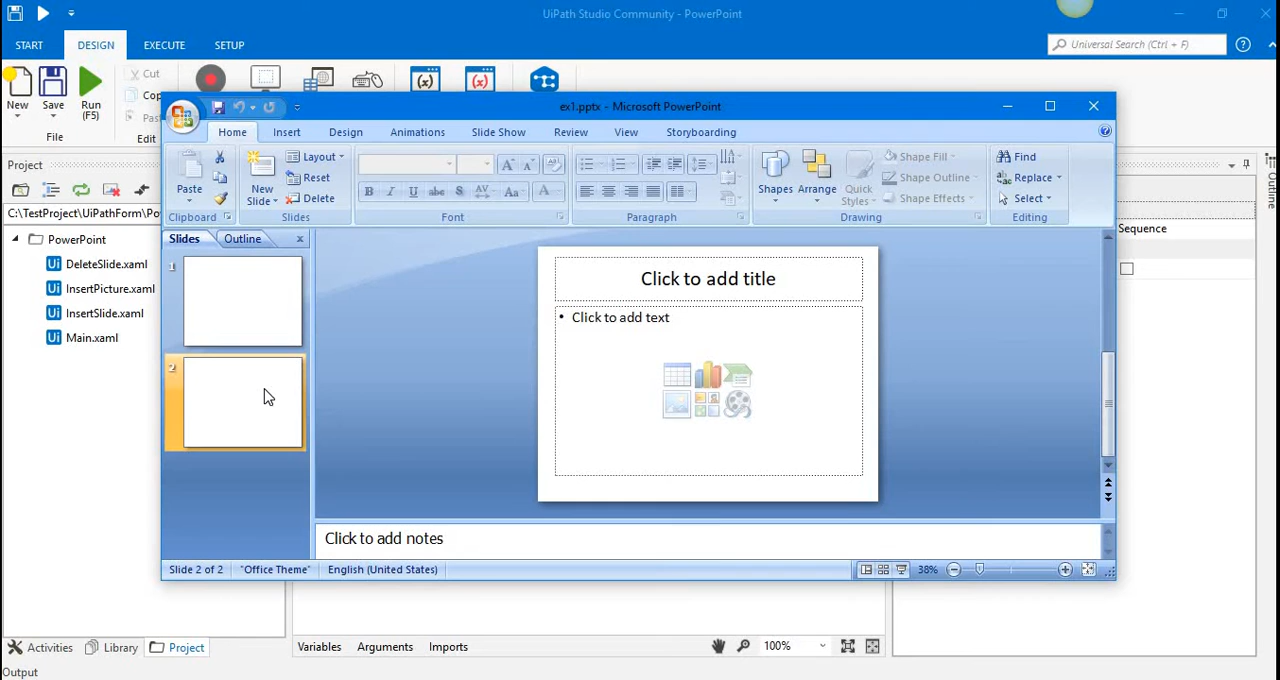 UiPath Studio Community - PowerPoint
START DESIGN EXECUTE SETUP
Universal Search (Ctrl + F)
New Save Run (F5)
Cut
File Edit
ex1.pptx - Microsoft PowerPoint
Home Insert Design Animations Slide Show Review View Storyboarding
Paste
New Slide
Layout
Reset
Delete
Shapes Arrange Quick Styles
Shape Fill
Shape Outline
Shape Effects
Find
Replace
Select
Clipboard Slides Font Paragraph Drawing Editing
Project
C:\TestProject\UiPathForm\Po
PowerPoint
DeleteSlide.xaml
InsertPicture.xaml
InsertSlide.xaml
Main.xaml
Slides Outline
1
2
Click to add title
• Click to add text
Click to add notes
Slide 2 of 2 "Office Theme" English (United States) 38%
Sequence
Outline
Activities Library Project
Variables Arguments Imports 100%
Output